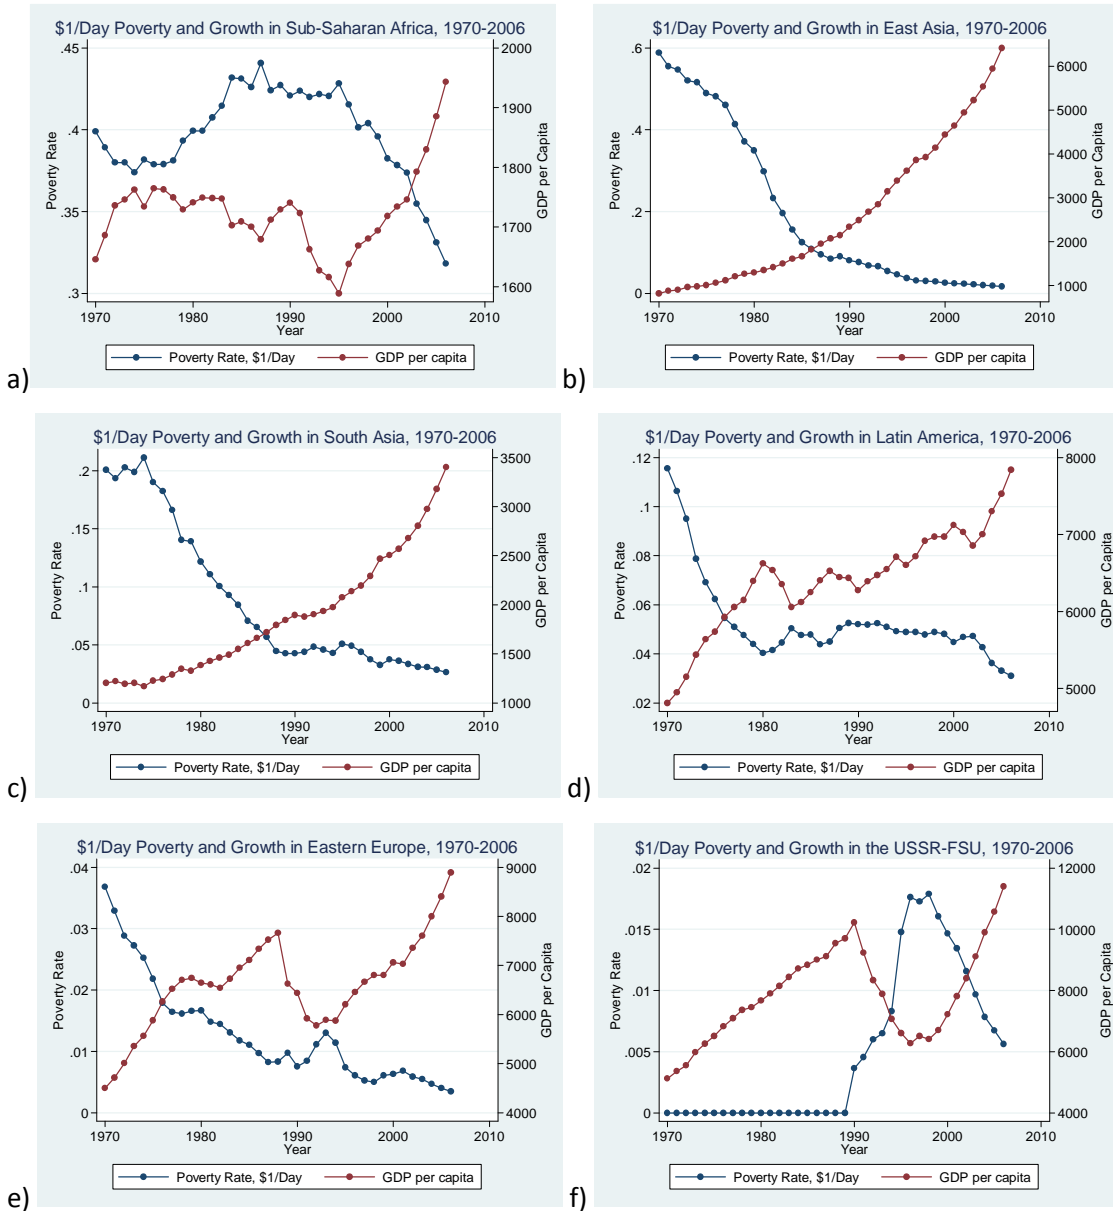 $1/Day Poverty and Growth in Sub-Saharan Africa, 1970-2006
.45
.4
.35
.3
Poverty Rate
2000
1900
1800
1700
1600
GDP per Capita
1970 1980 1990 2000 2010
Year
Poverty Rate, $1/Day GDP per capita
a)
$1/Day Poverty and Growth in East Asia, 1970-2006
.6
.4
.2
0
Poverty Rate
6000
5000
4000
3000
2000
1000
GDP per Capita
1970 1980 1990 2000 2010
Year
Poverty Rate, $1/Day GDP per capita
b)
$1/Day Poverty and Growth in South Asia, 1970-2006
.2
.15
.1
.05
0
Poverty Rate
3500
3000
2500
2000
1500
1000
GDP per Capita
1970 1980 1990 2000 2010
Year
Poverty Rate, $1/Day GDP per capita
c)
$1/Day Poverty and Growth in Latin America, 1970-2006
.12
.1
.08
.06
.04
.02
Poverty Rate
8000
7000
6000
5000
GDP per Capita
1970 1980 1990 2000 2010
Year
Poverty Rate, $1/Day GDP per capita
d)
$1/Day Poverty and Growth in Eastern Europe, 1970-2006
.04
.03
.02
.01
0
Poverty Rate
9000
8000
7000
6000
5000
4000
GDP per Capita
1970 1980 1990 2000 2010
Year
Poverty Rate, $1/Day GDP per capita
e)
$1/Day Poverty and Growth in the USSR-FSU, 1970-2006
.02
.015
.01
.005
0
Poverty Rate
12000
10000
8000
6000
4000
GDP per Capita
1970 1980 1990 2000 2010
Year
Poverty Rate, $1/Day GDP per capita
f)